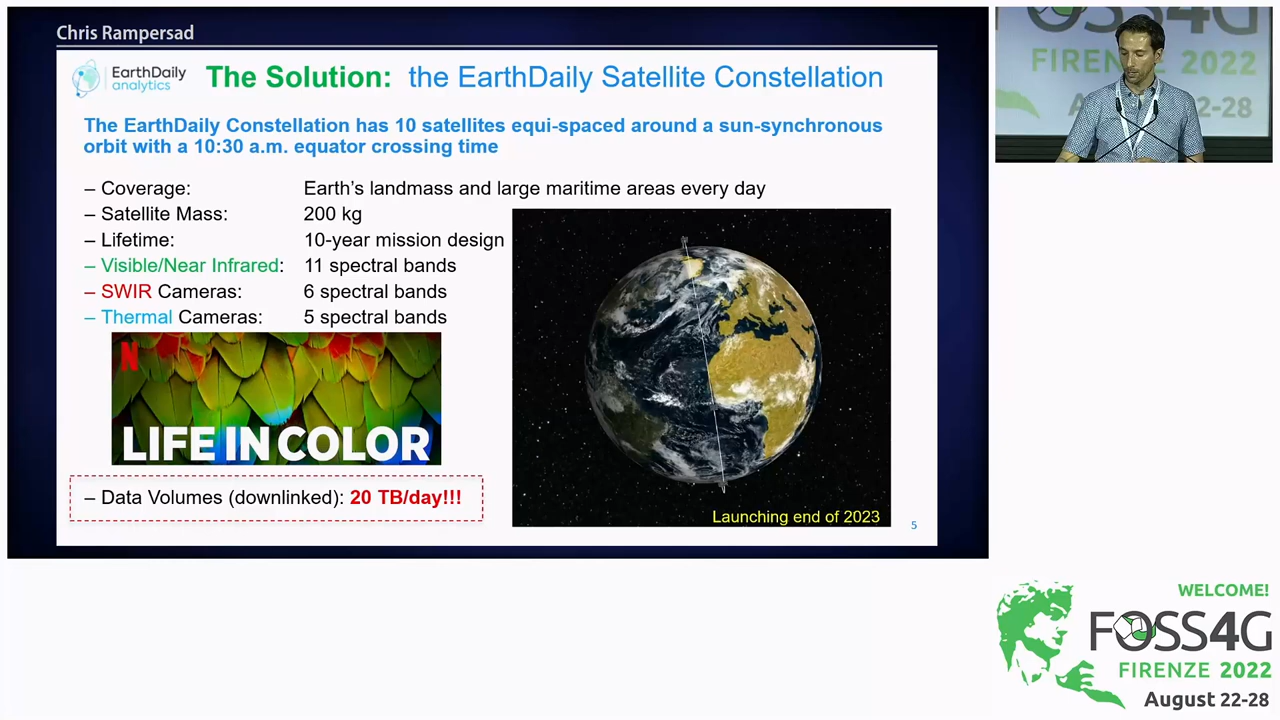 Chris Rampersad
EarthDaily
analytics
The Solution: the EarthDaily Satellite Constellation
The EarthDaily Constellation has 10 satellites equi-spaced around a sun-synchronous
orbit with a 10:30 a.m. equator crossing time
– Coverage: Earth's landmass and large maritime areas every day
– Satellite Mass: 200 kg
– Lifetime: 10-year mission design
– Visible/Near Infrared: 11 spectral bands
– SWIR Cameras: 6 spectral bands
– Thermal Cameras: 5 spectral bands
N
LIFE IN COLOR
– Data Volumes (downlinked): 20 TB/day!!!
Launching end of 2023
5
FOSS4G
FIRENZE 2022
22-28
WELCOME!
FOSS4G
FIRENZE 2022
August 22-28